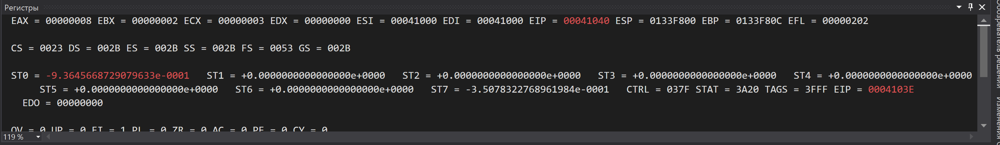 Регистры
EAX = 00000008 EBX = 00000002 ECX = 00000003 EDX = 00000000 ESI = 00041000 EDI = 00041000 EIP = 00041040 ESP = 0133F800 EBP = 0133F80C EFL = 00000202
CS = 0023 DS = 002B ES = 002B SS = 002B FS = 0053 GS = 002B
ST0 = -9.3645668729079633e-0001 ST1 = +0.0000000000000000e+0000 ST2 = +0.0000000000000000e+0000 ST3 = +0.0000000000000000e+0000 ST4 = +0.0000000000000000e+0000
ST5 = +0.0000000000000000e+0000 ST6 = +0.0000000000000000e+0000 ST7 = -3.5078322768961984e-0001 CTRL = 037F STAT = 3A20 TAGS = 3FFF EIP = 0004103E
EDO = 00000000
OV = 0 UP = 0 EI = 1 PL = 0 ZR = 0 AC = 0 PE = 0 CY = 0
119 %
Обозреватель решений
Изменения